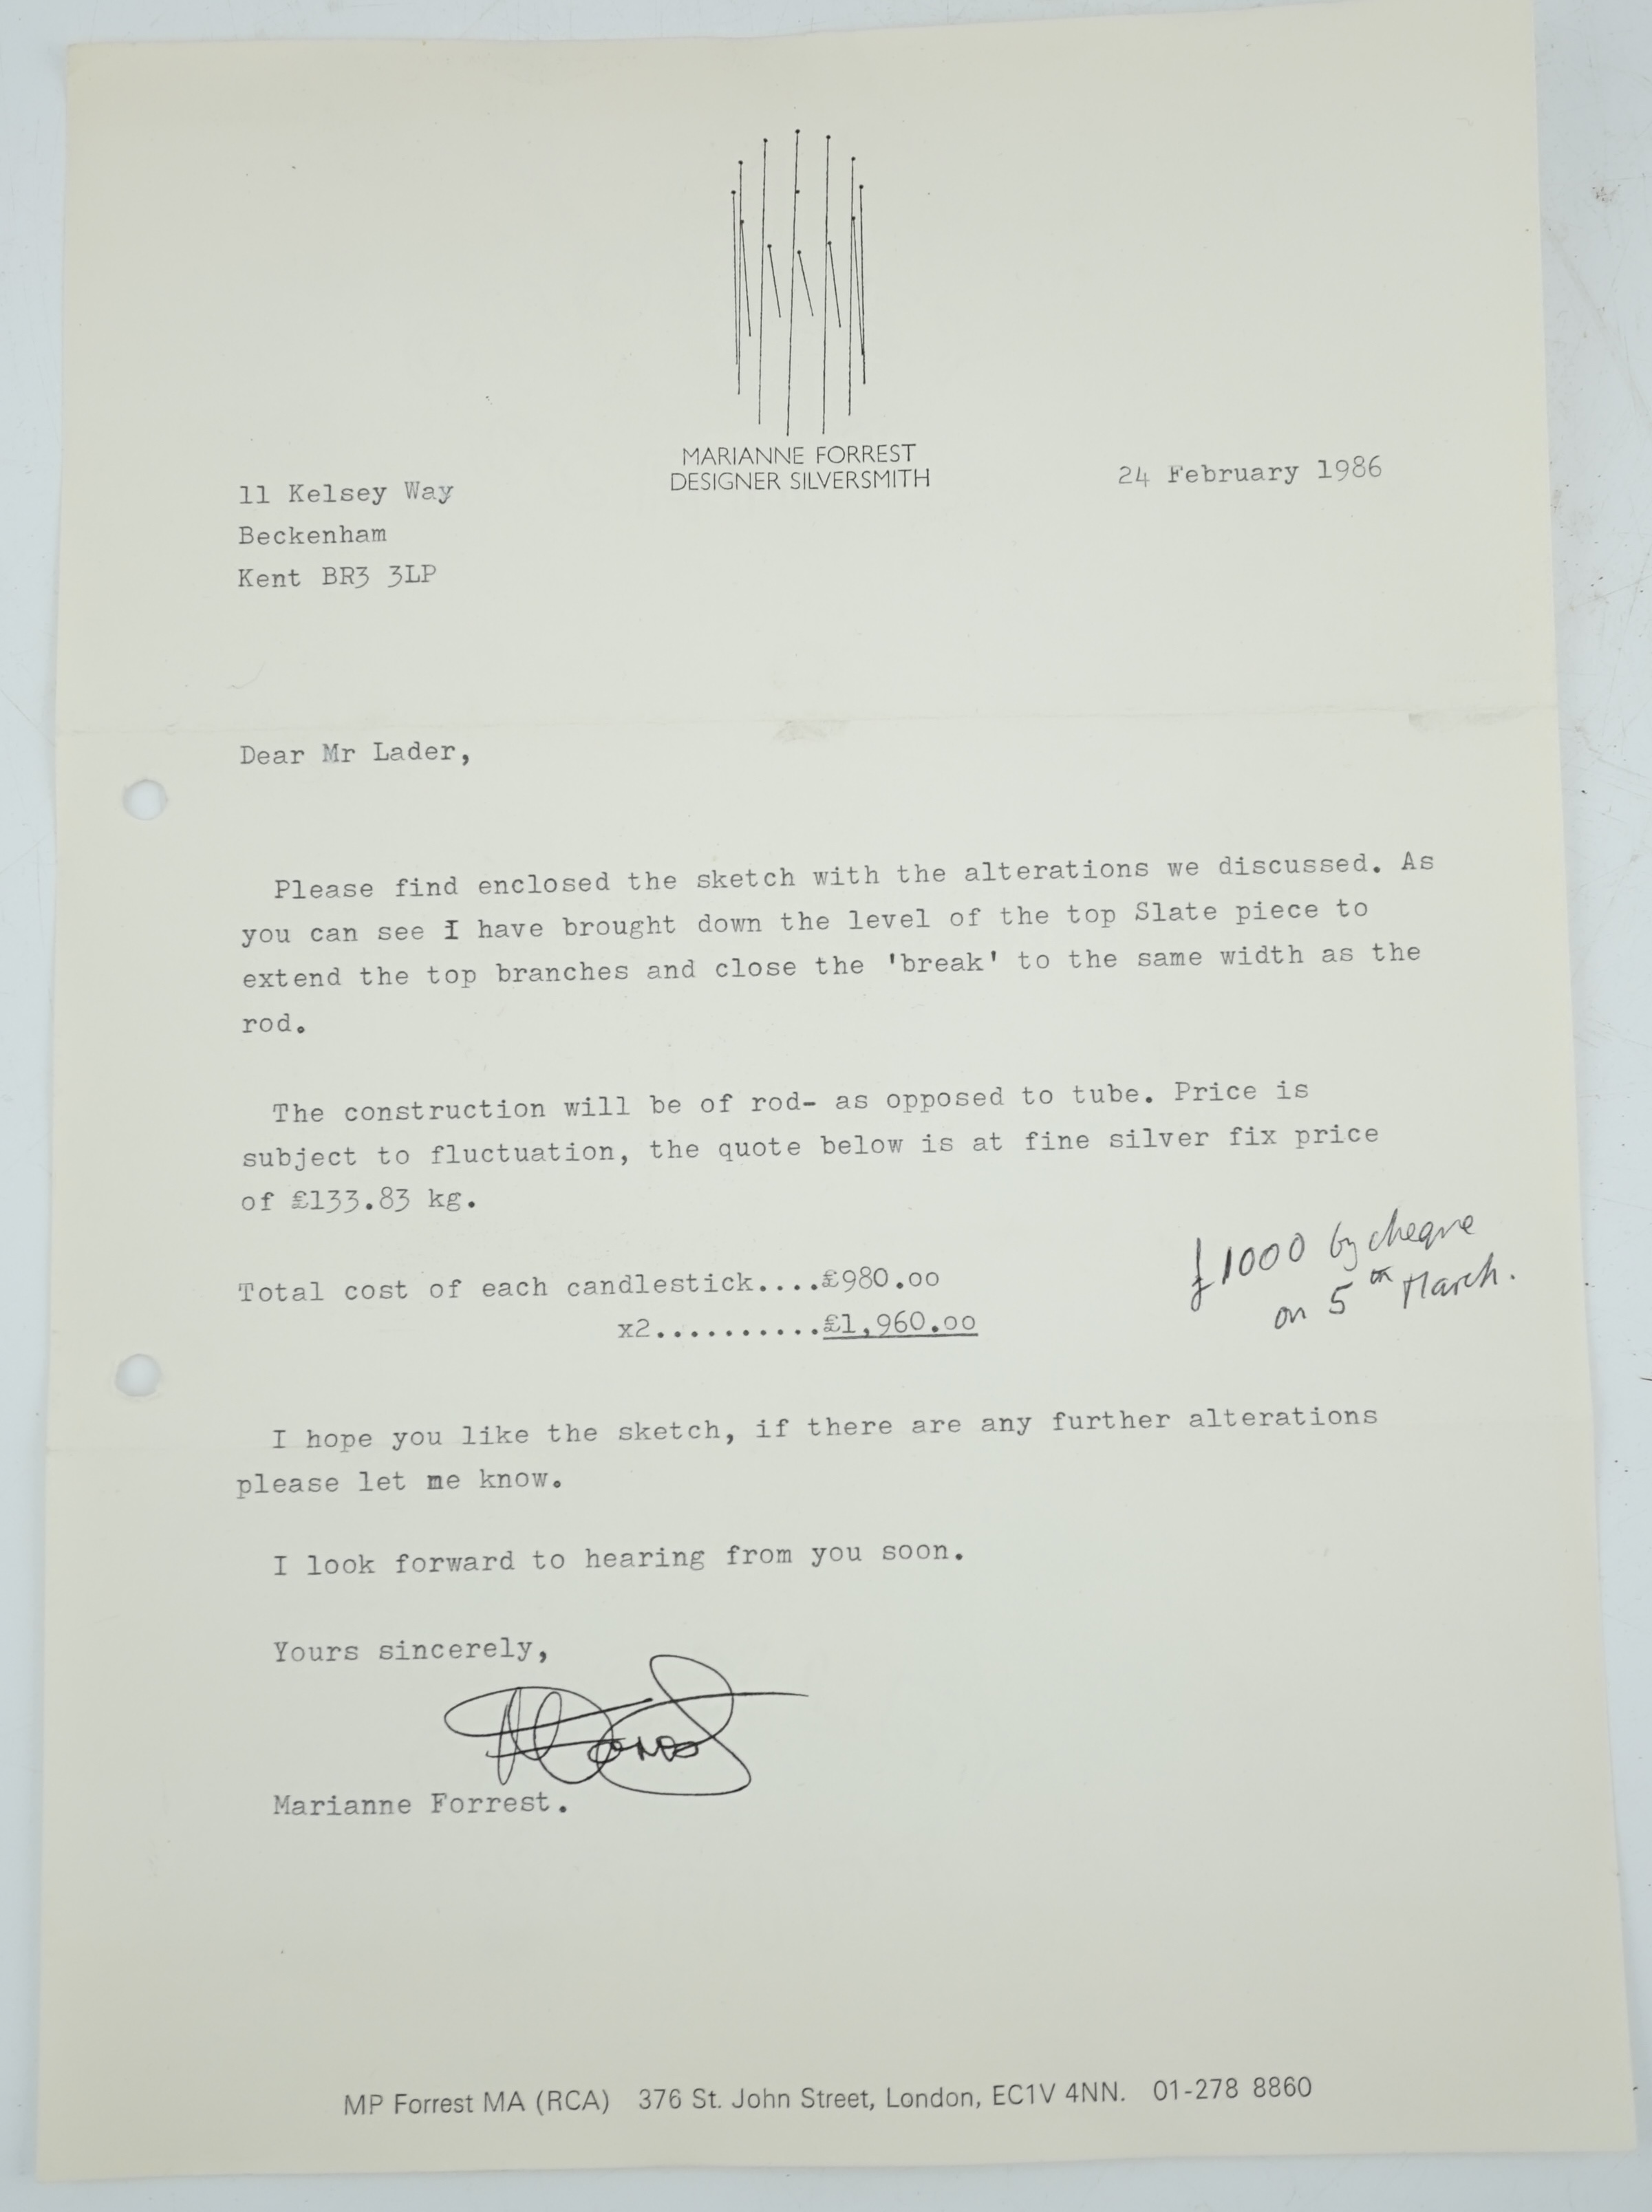 MARIANNE FORREST
DESIGNER SILVERSMITH
24 February 1986
11 Kelsey Way
Beckenham
Kent BR3 3LP
Dear Mr Lader,
Please find enclosed the sketch with the alterations we discussed. As
you can see I have brought down the level of the top Slate piece to
extend the top branches and close the 'break' to the same width as the
rod.
The construction will be of rod- as opposed to tube. Price is
subject to fluctuation, the quote below is at fine silver fix price
of £133.83 kg.
Total cost of each candlestick....£980.00
x2..........£1,960.00
£1000 by cheque
on 5th March.
I hope you like the sketch, if there are any further alterations
please let me know.
I look forward to hearing from you soon.
Yours sincerely,
Marianne Forrest.
MP Forrest MA (RCA) 376 St. John Street, London, EC1V 4NN. 01-278 8860